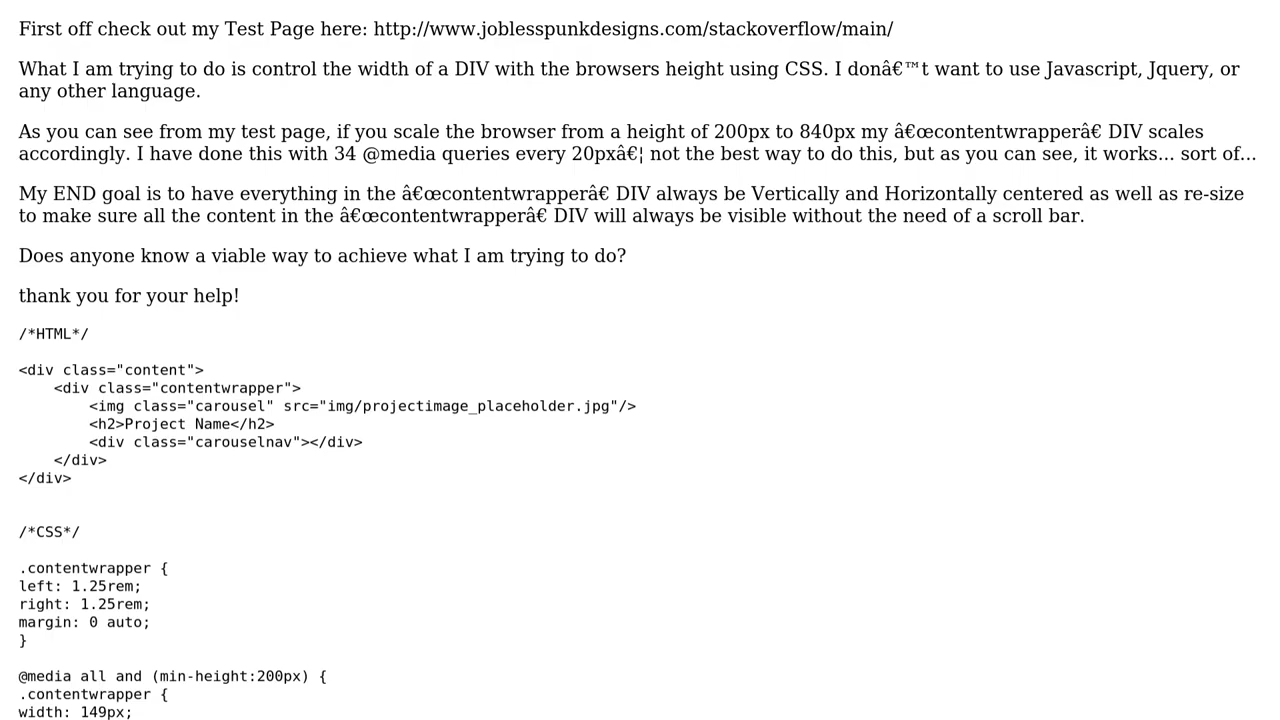 First off check out my Test Page here: http://www.joblesspunkdesigns.com/stackoverflow/main/
What I am trying to do is control the width of a DIV with the browsers height using CSS. I donâ€™t want to use Javascript, Jquery, or
any other language.
As you can see from my test page, if you scale the browser from a height of 200px to 840px my â€œcontentwrapperâ€ DIV scales
accordingly. I have done this with 34 @media queries every 20pxâ€¦ not the best way to do this, but as you can see, it works... sort of...
My END goal is to have everything in the â€œcontentwrapperâ€ DIV always be Vertically and Horizontally centered as well as re-size
to make sure all the content in the â€œcontentwrapperâ€ DIV will always be visible without the need of a scroll bar.
Does anyone know a viable way to achieve what I am trying to do?
thank you for your help!
/*HTML*/
<div class="content">
    <div class="contentwrapper">
        <img class="carousel" src="img/projectimage_placeholder.jpg"/>
        <h2>Project Name</h2>
        <div class="carouselnav"></div>
    </div>
</div>
/*CSS*/
.contentwrapper {
left: 1.25rem;
right: 1.25rem;
margin: 0 auto;
}
@media all and (min-height:200px) {
.contentwrapper {
width: 149px;